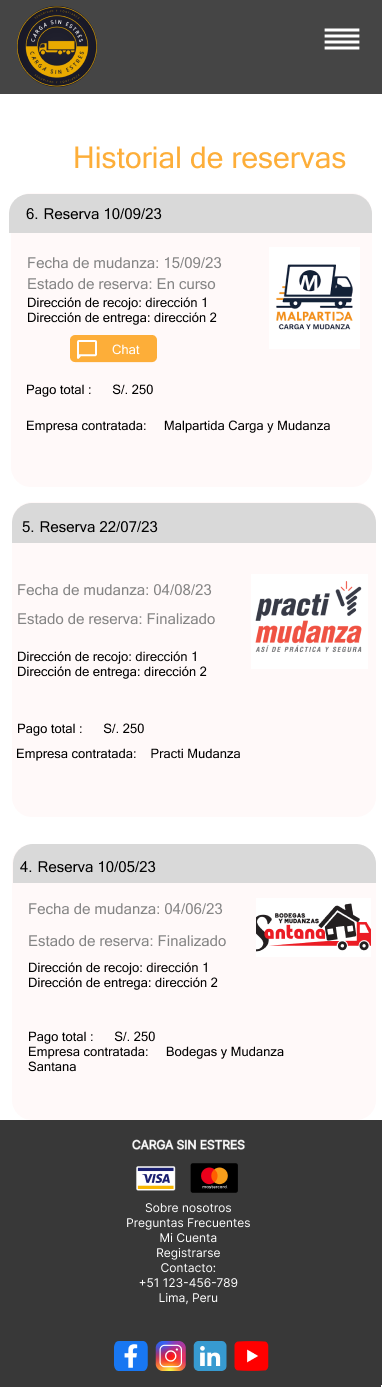 CARGA SIN ESTRES
CARGA SIN ESTRES
Historial de reservas
6. Reserva 10/09/23
Fecha de mudanza: 15/09/23
Estado de reserva: En curso
Dirección de recojo: dirección 1
Dirección de entrega: dirección 2
Chat
M
MALPARTIDA
CARGA Y MUDANZA
Pago total : S/. 250
Empresa contratada: Malpartida Carga y Mudanza
5. Reserva 22/07/23
Fecha de mudanza: 04/08/23
Estado de reserva: Finalizado
practi
mudanza
ASÍ DE PRÁCTICA Y SEGURA
Dirección de recojo: dirección 1
Dirección de entrega: dirección 2
Pago total : S/. 250
Empresa contratada: Practi Mudanza
4. Reserva 10/05/23
Fecha de mudanza: 04/06/23
Estado de reserva: Finalizado
BODEGAS
Y MUDANZAS
Santana
Dirección de recojo: dirección 1
Dirección de entrega: dirección 2
Pago total : S/. 250
Empresa contratada: Bodegas y Mudanza
Santana
CARGA SIN ESTRES
VISA
mastercard
Sobre nosotros
Preguntas Frecuentes
Mi Cuenta
Registrarse
Contacto:
+51 123-456-789
Lima, Peru
f
in